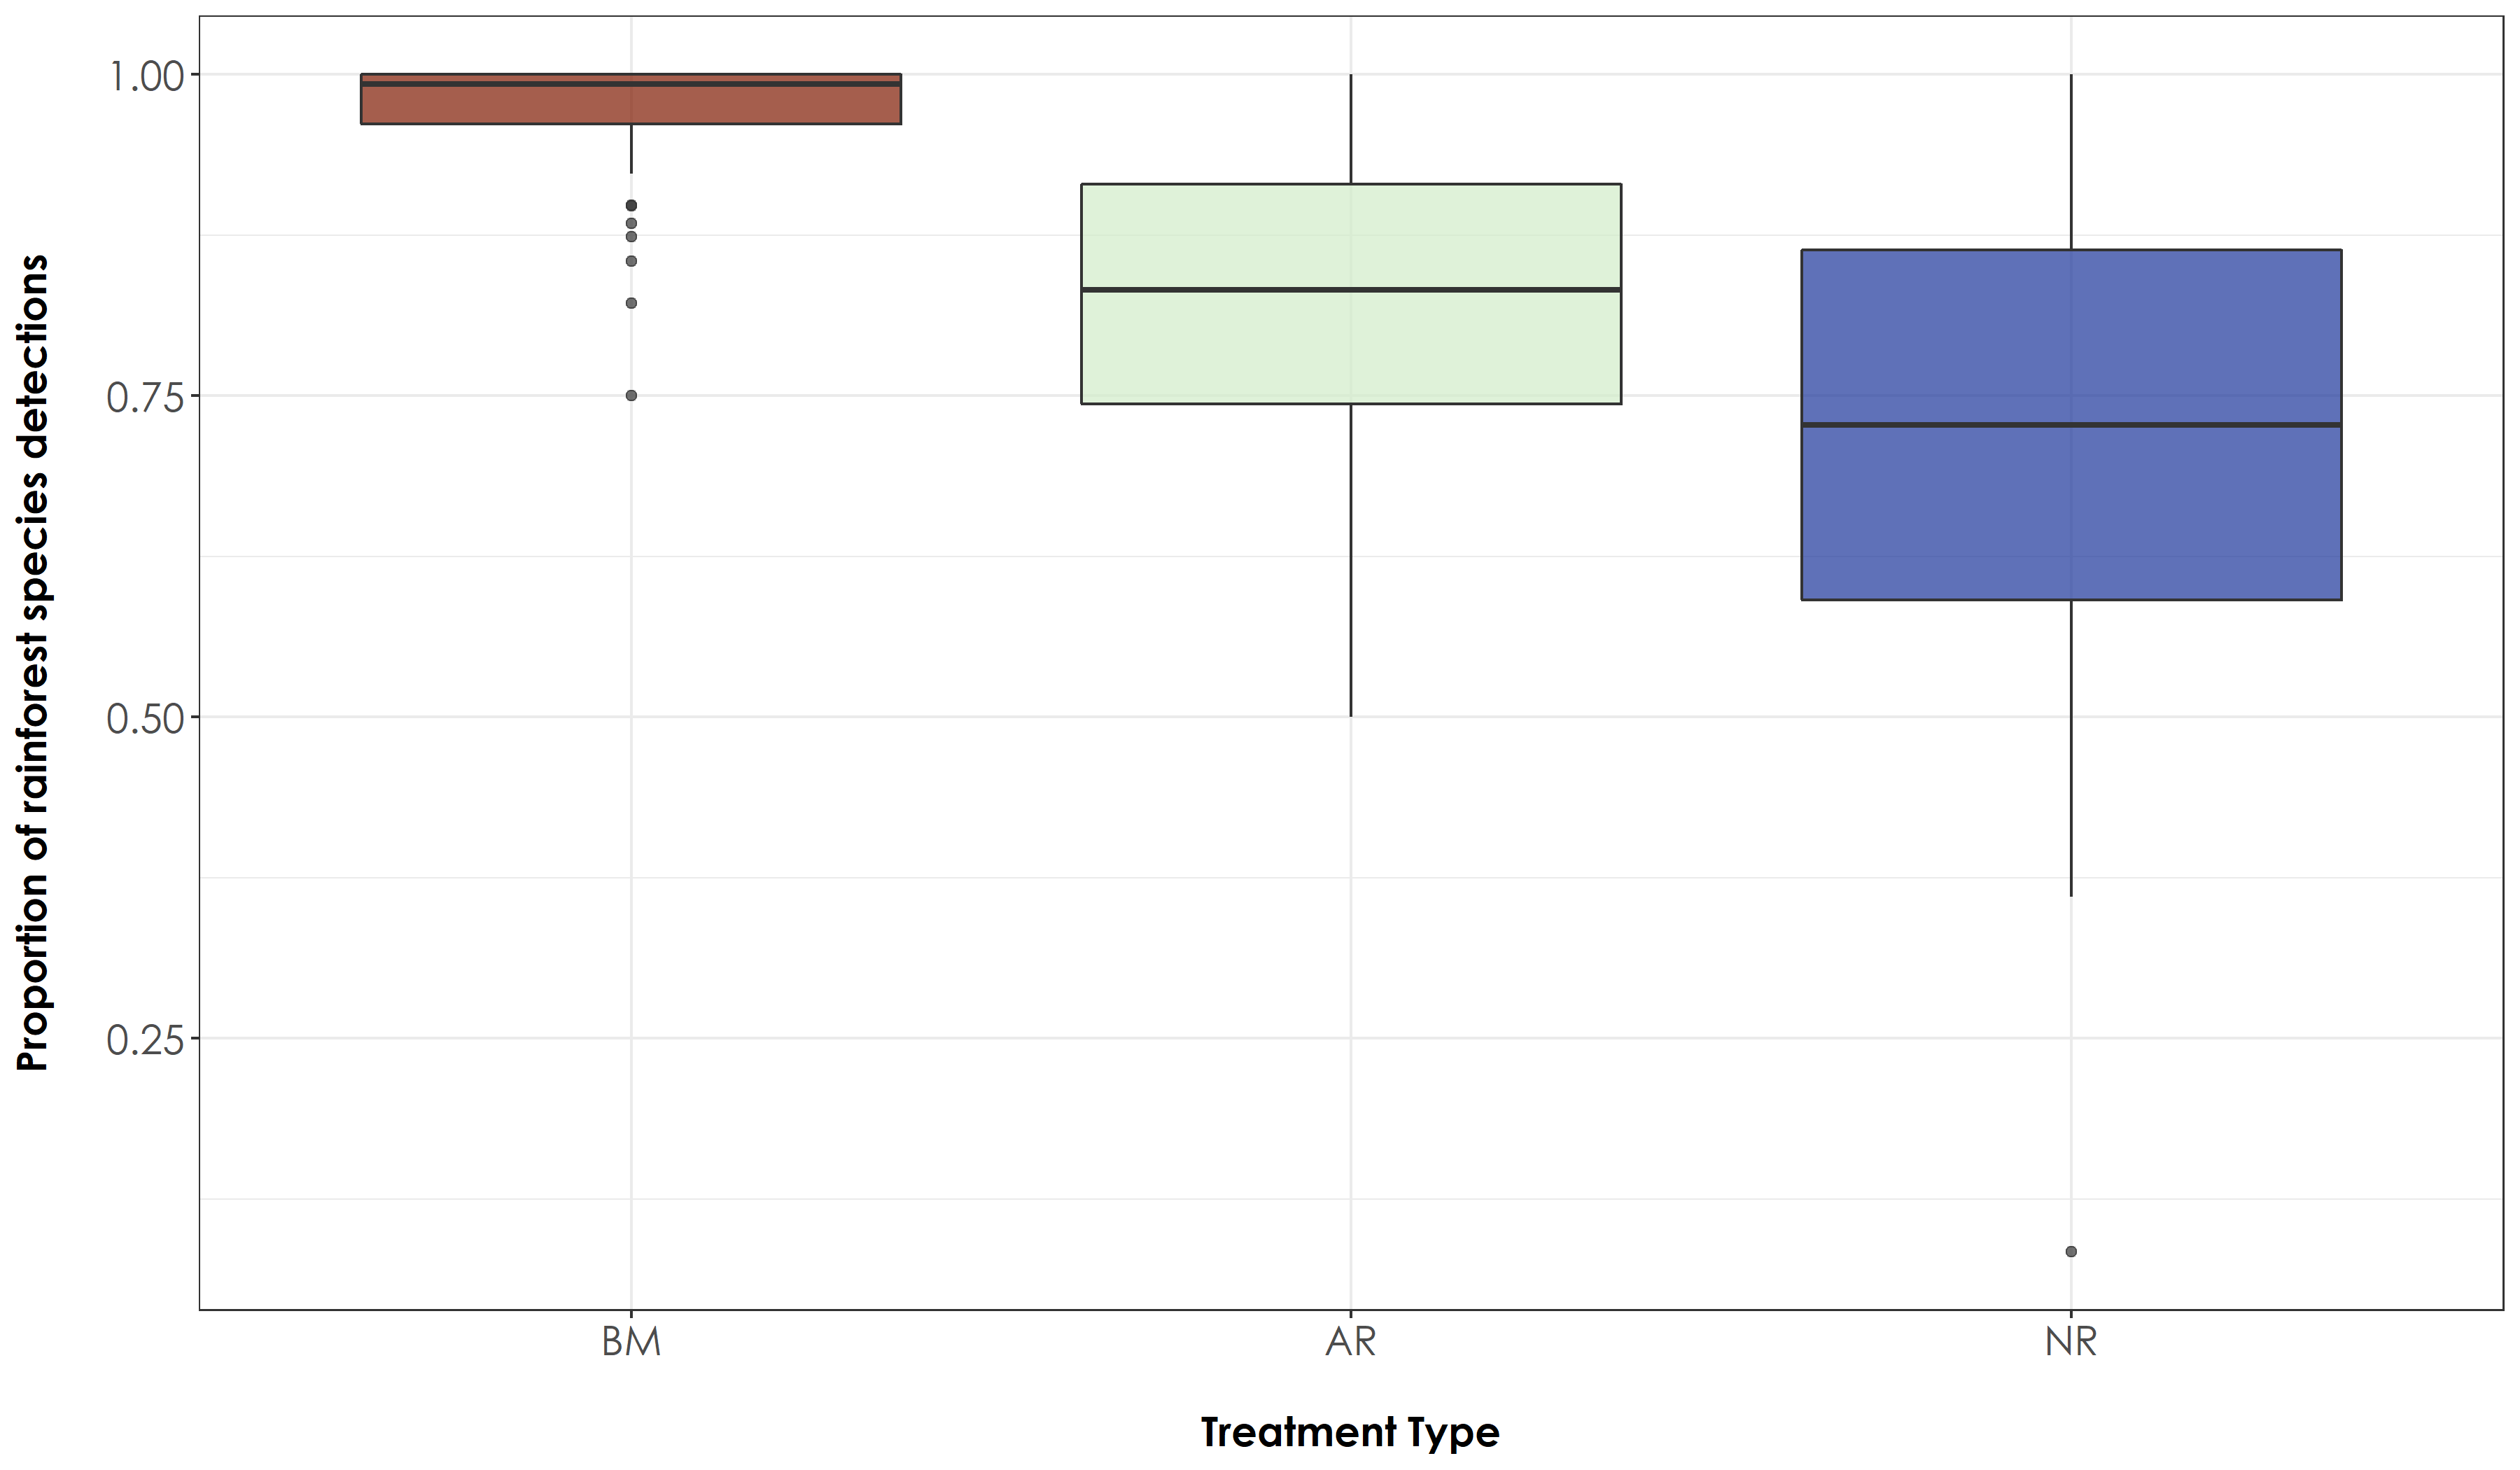 Proportion of rainforest species detections
1.00
0.75
0.50
0.25
BM
AR
NR
Treatment Type